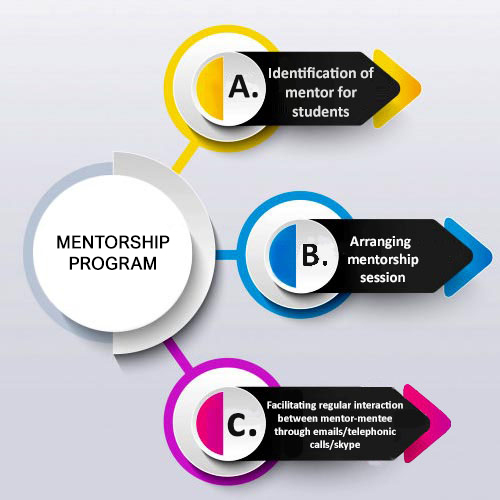 A.
Identification of
mentor for
students
MENTORSHIP
PROGRAM
B.
Arranging
mentorship
session
C.
Facilitating regular interaction
between mentor-mentee
through emails/telephonic
calls/skype